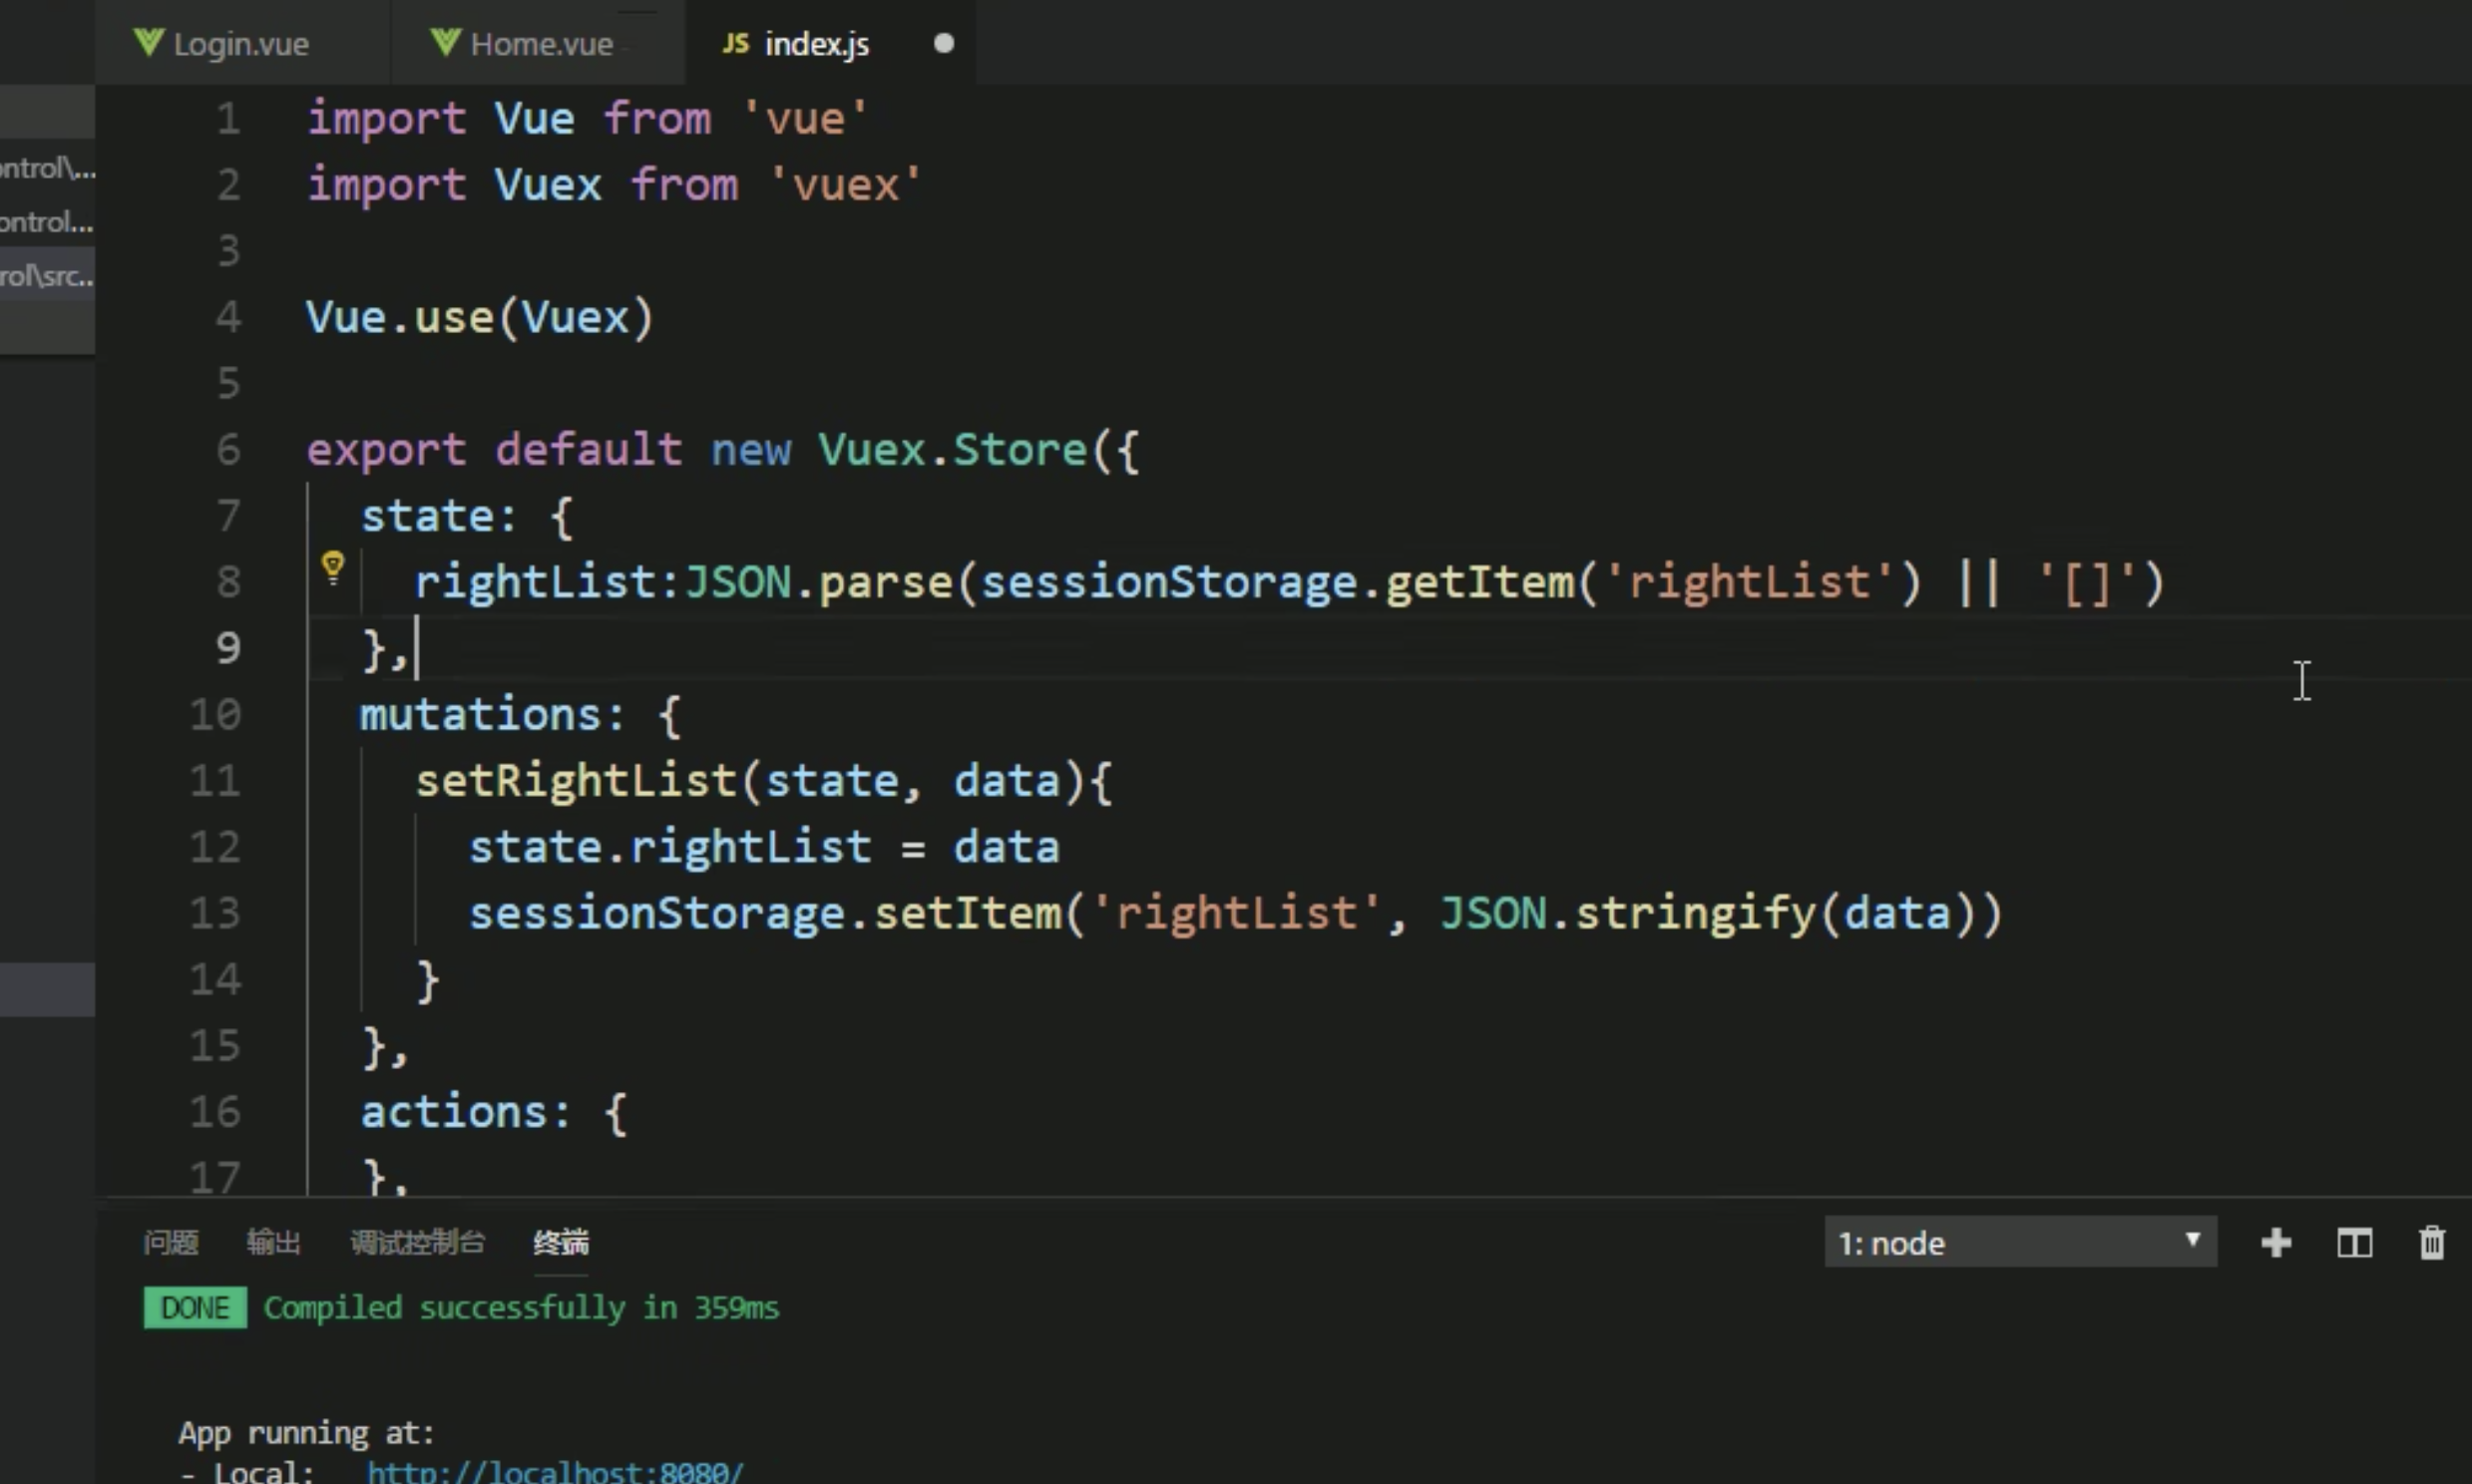 Login.vue Home.vue JS index.js
ontrol\...
ontrol...
rol\src..
1 import Vue from 'vue'
2 import Vuex from 'vuex'
3
4 Vue.use(Vuex)
5
6 export default new Vuex.Store({
7 state: {
8 rightList:JSON.parse(sessionStorage.getItem('rightList') || '[]')
9 },
10 mutations: {
11 setRightList(state, data){
12 state.rightList = data
13 sessionStorage.setItem('rightList', JSON.stringify(data))
14 }
15 },
16 actions: {
17 },
问题 输出 调试控制台 终端 1: node
DONE Compiled successfully in 359ms
App running at:
- Local: http://localhost:8080/